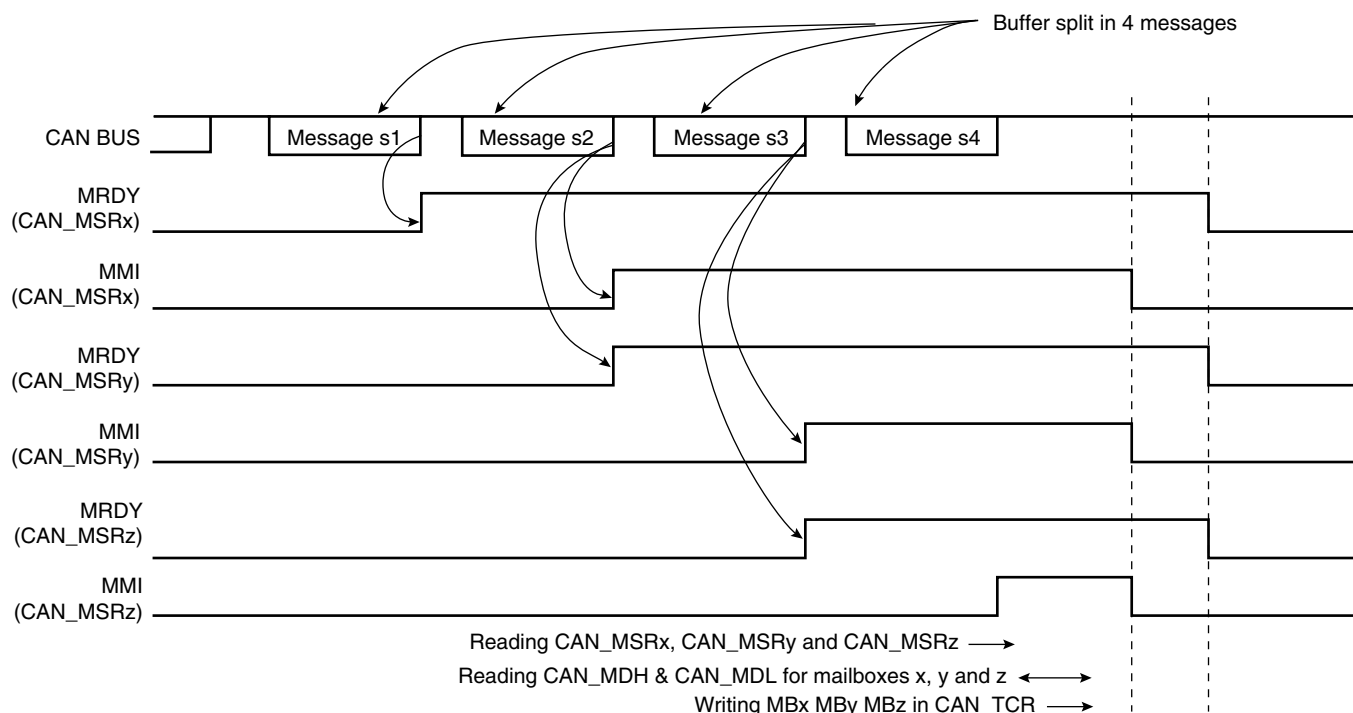 Buffer split in 4 messages
CAN BUS
Message s1
Message s2
Message s3
Message s4
MRDY
(CAN_MSRx)
MMI
(CAN_MSRx)
MRDY
(CAN_MSRy)
MMI
(CAN_MSRy)
MRDY
(CAN_MSRz)
MMI
(CAN_MSRz)
Reading CAN_MSRx, CAN_MSRy and CAN_MSRz
Reading CAN_MDH & CAN_MDL for mailboxes x, y and z
Writing MBx MBy MBz in CAN_TCR